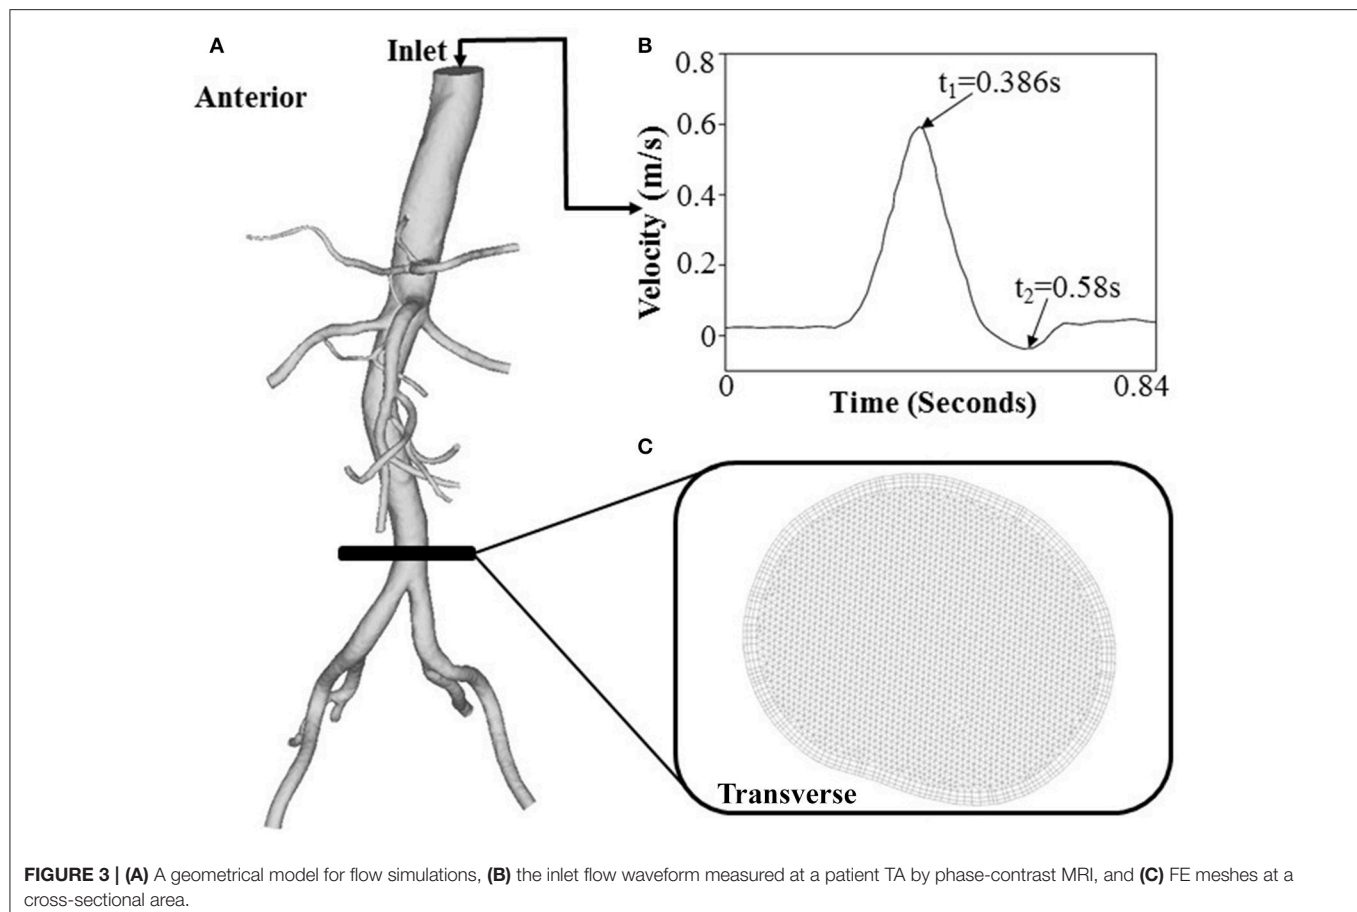 A
Inlet
Anterior
B
0.8
0.6
0.4
0.2
0
Velocity (m/s)
t₁=0.386s
t₂=0.58s
0
0.84
Time (Seconds)
C
Transverse
FIGURE 3 | (A) A geometrical model for flow simulations, (B) the inlet flow waveform measured at a patient TA by phase-contrast MRI, and (C) FE meshes at a
cross-sectional area.